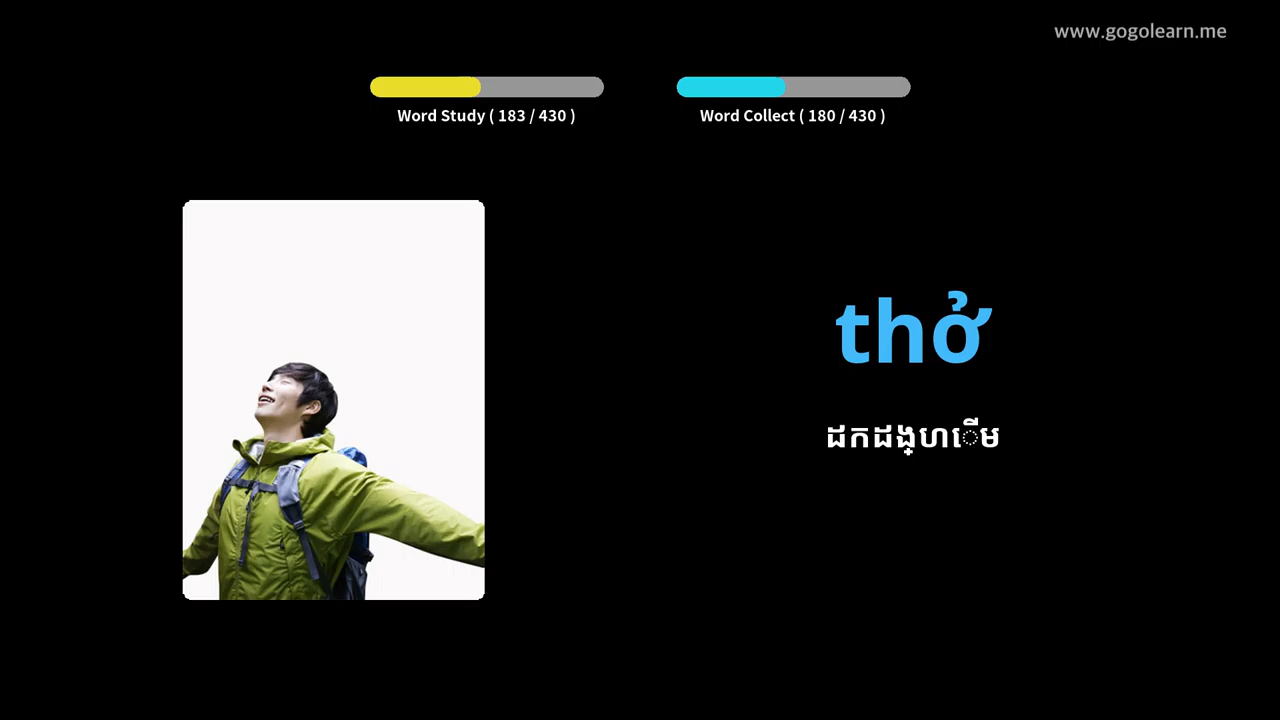 www.gogolearn.me
Word Study ( 183 / 430 )
Word Collect ( 180 / 430 )
thở
ដកដង្ហេីម